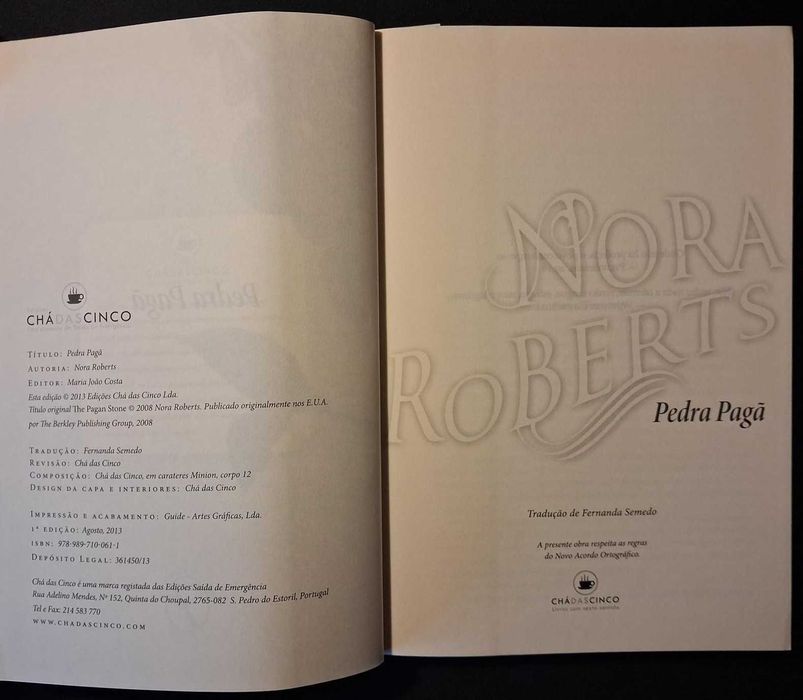 CHÁDASCINCO
TÍTULO: Pedra Pagã
AUTORIA: Nora Roberts
EDITOR: Maria João Costa
Esta edição © 2013 Edições Chá das Cinco Lda.
Título original The Pagan Stone © 2008 Nora Roberts. Publicado originalmente nos E.U.A.
por The Berkley Publishing Group, 2008
TRADUÇÃO: Fernanda Semedo
REVISÃO: Chá das Cinco
COMPOSIÇÃO: Chá das Cinco, em carateres Minion, corpo 12
DESIGN DA CAPA E INTERIORES: Chá das Cinco
IMPRESSÃO E ACABAMENTO: Guide - Artes Gráficas, Lda.
1ª EDIÇÃO: Agosto, 2013
ISBN: 978-989-710-061-1
DEPÓSITO LEGAL: 361450/13
Chá das Cinco é uma marca registada das Edições Saída de Emergência
Rua Adelino Mendes, Nº 152, Quinta do Choupal, 2765-082 S. Pedro do Estoril, Portugal
Tel e Fax: 214 583 770
WWW.CHADASCINCO.COM
NORA
ROBERTS
Pedra Pagã
Tradução de Fernanda Semedo
A presente obra respeita as regras
do Novo Acordo Ortográfico.
CHÁDASCINCO